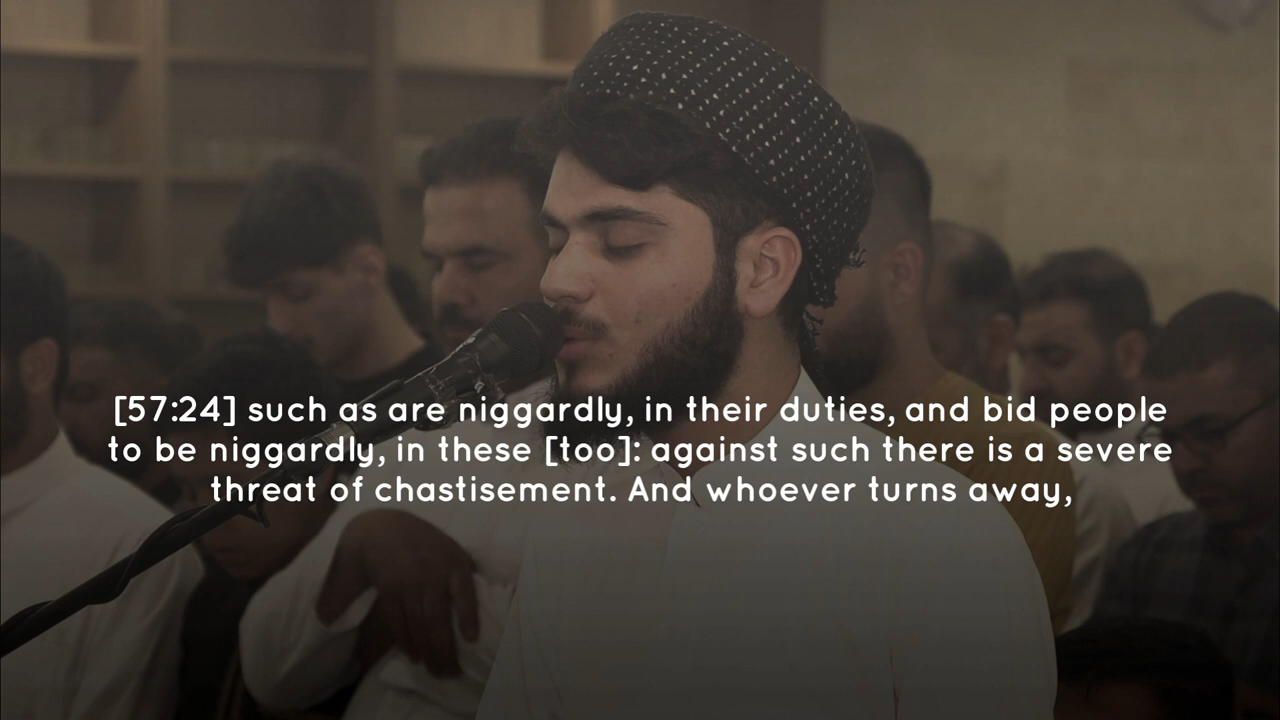 [57:24] such as are niggardly, in their duties, and bid people
to be niggardly, in these [too]: against such there is a severe
threat of chastisement. And whoever turns away,